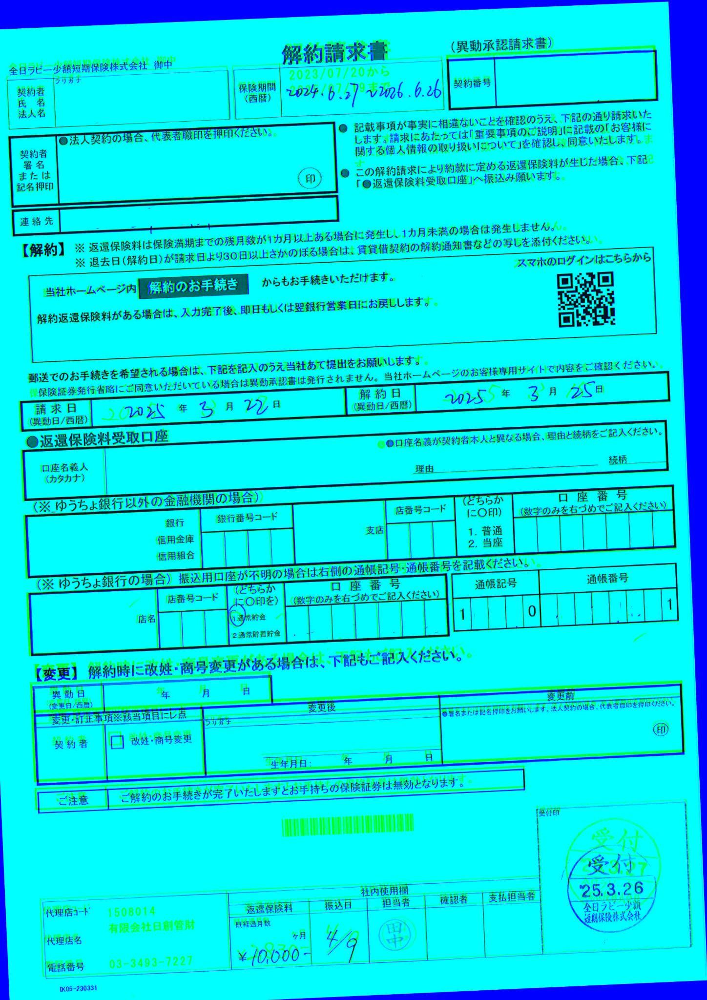 解約請求書
(異動承認請求書)
全日ラビー少額短期保険株式会社 御中
契約者
氏 名
法人名
フリガナ
保険期間
(西暦)
2023/07/20から
2024.6.27~2026.6.26
契約番号
契約者
署 名
または
記名押印
●法人契約の場合、代表者職印を押印ください。
印
連絡先
● 記載事項が事実に相違ないことを確認のうえ、下記の通り請求いた
します。請求にあたっては「重要事項のご説明」に記載の「お客様に
関する個人情報の取り扱いについて」を確認し、同意いたします。
● この解約請求により約款に定める返還保険料が生じた場合、下記
「●返還保険料受取口座」へ振込み願います。
【解約】 ※ 返還保険料は保険満期までの残月数が1カ月以上ある場合に発生し、1カ月未満の場合は発生しません。
※ 退去日(解約日)が請求日より30日以上さかのぼる場合は、賃貸借契約の解約通知書などの写しを添付ください。
スマホのログインはこちらから
当社ホームページ内 解約のお手続き からもお手続きいただけます。
解約返還保険料がある場合は、入力完了後、即日もしくは翌銀行営業日にお戻しします。
郵送でのお手続きを希望される場合は、下記を記入のうえ当社あて提出をお願いします。
保険証券発行省略にご同意いただいている場合は異動承認書は発行されません。当社ホームページのお客様専用サイトで内容をご確認ください。
請求日
(異動日/西暦)
2025 年 3 月 22 日
解約日
(異動日/西暦)
2025 年 3 月 25 日
●返還保険料受取口座
●口座名義が契約者本人と異なる場合、理由と続柄をご記入ください。
口座名義人
(カタカナ)
理由
続柄
(※ ゆうちょ銀行以外の金融機関の場合)
銀行
信用金庫
信用組合
銀行番号コード
支店
店番号コード
(どちらか
に〇印)
1. 普通
2. 当座
口座番号
(数字のみを右づめでご記入ください)
(※ ゆうちょ銀行の場合) 振込用口座が不明の場合は右側の通帳記号・通帳番号を記載ください。
店名
店番号コード
(どちらか
に〇印を)
1.通常貯金
2.通常貯蓄貯金
口座番号
(数字のみを右づめでご記入ください)
通帳記号
1 0
通帳番号
1
【変更】 解約時に改姓・商号変更がある場合は、下記もご記入ください。
異動日
(変更日/西暦)
年 月 日
変更・訂正事項※該当項目にレ点
変更後
変更前
契約者
□ 改姓・商号変更
フリガナ
生年月日: 年 月 日
●署名または記名押印をお願いします。法人契約の場合、代表者職印を押印ください。
印
ご注意
ご解約のお手続きが完了いたしますとお手持ちの保険証券は無効となります。
受付印
受付
'25.3.26
全日ラビー少額
短期保険株式会社
代理店コード 1508014
有限会社日創管財
代理店名
電話番号 03-3493-7227
社内使用欄
返還保険料
振込日
担当者
確認者
支払担当者
既経過月数
ヶ月
¥10,000-
4/9
田中
DK05-230331